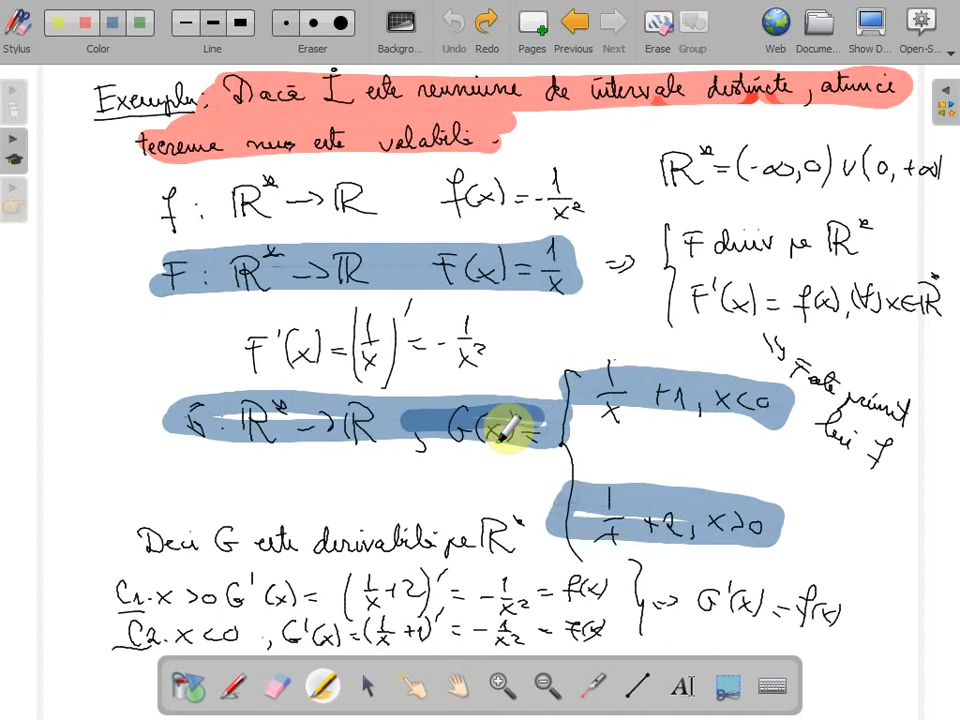 Stylus Color Line Eraser Backgro... Undo Redo Pages Previous Next Erase Group Web Docume... Show D... Open-S...
Exemplu: Dacă I este reuniune de intervale distincte, atunci
teorema nu este valabilă.
ℝ* = (-∞,0) ∪ (0,+∞)
f : ℝ* → ℝ f(x) = -1/x²
F : ℝ* → ℝ F(x) = 1/x ⇒ { F deriv pe ℝ*
F'(x) = f(x), (∀) x∈ℝ*
F'(x) = (1/x)' = -1/x²
⇓ F este primit
lui f
G : ℝ* → ℝ, G(x) = { 1/x +1, x<0
1/x +2, x>0
Deci G este derivabilă pe ℝ*
C1. x>0 G'(x) = (1/x+2)' = -1/x² = f(x)
C2. x<0, G'(x) = (1/x+1)' = -1/x² = f(x) } ⇒ G'(x) = f(x)
AI